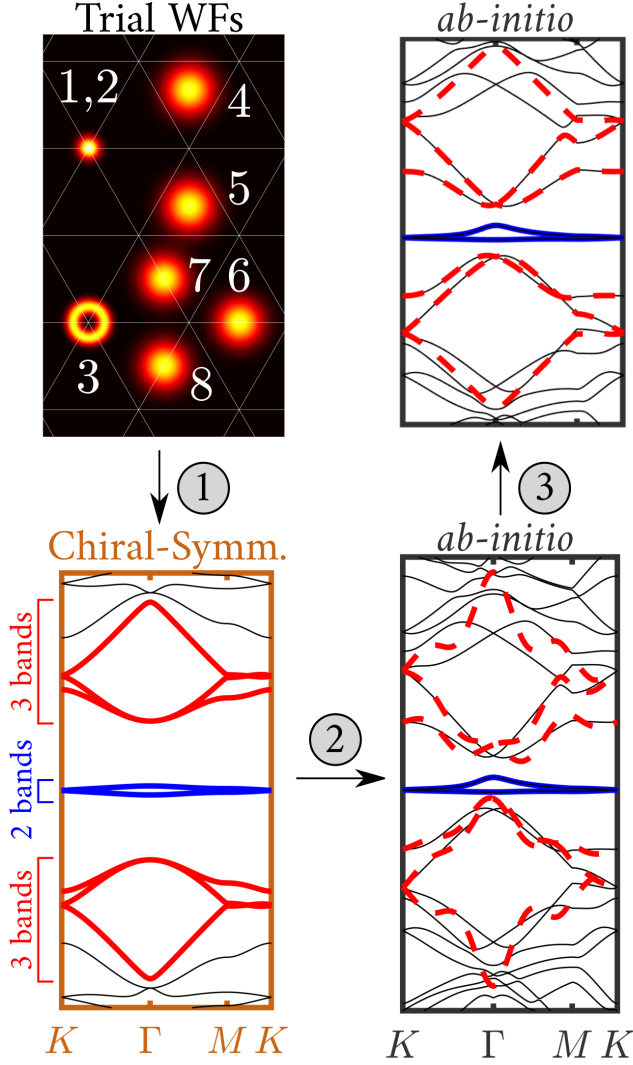 Trial WFs
ab-initio
1,2
4
5
7
6
3
8
1
3
Chiral-Symm.
ab-initio
3 bands
2 bands
3 bands
2
K Γ M K
K Γ M K